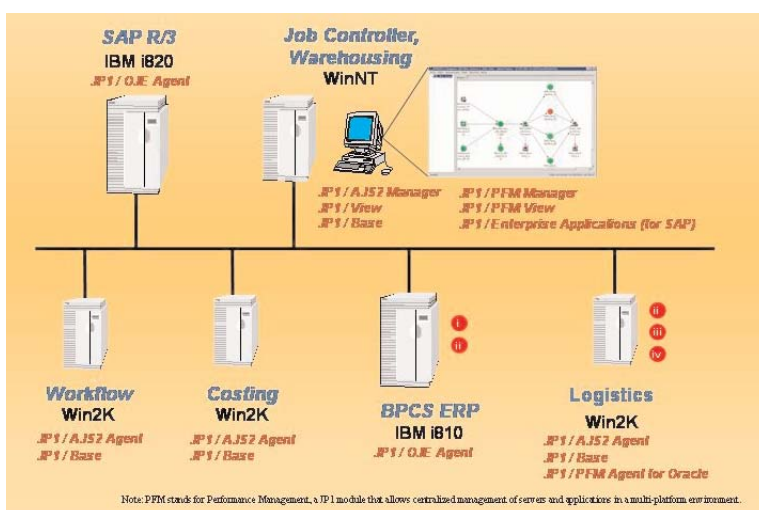 SAP R/3
IBM i820
JP1 / OJE Agent
Job Controller,
Warehousing
WinNT
JP1 / AJS2 Manager
JP1 / View
JP1 / Base
JP1 / PFM Manager
JP1 / PFM View
JP1 / Enterprise Applications (for SAP)
Workflow
Win2K
JP1 / AJS2 Agent
JP1 / Base
Costing
Win2K
JP1 / AJS2 Agent
JP1 / Base
i
ii
BPCS ERP
IBM i810
JP1 / OJE Agent
ii
iii
iv
Logistics
Win2K
JP1 / AJS2 Agent
JP1 / Base
JP1 / PFM Agent for Oracle
Note: PFM stands for Performance Management, a JP1 module that allows centralized management of servers and applications in a multi-platform environment.